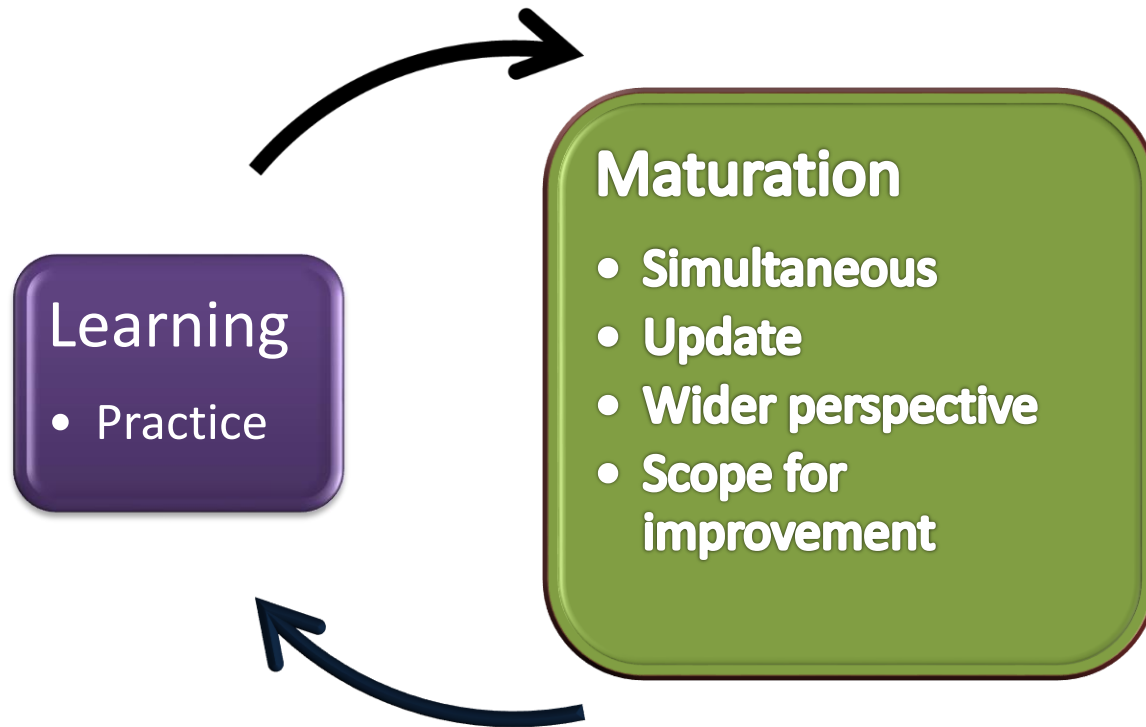 Learning
• Practice
Maturation
• Simultaneous
• Update
• Wider perspective
• Scope for
improvement